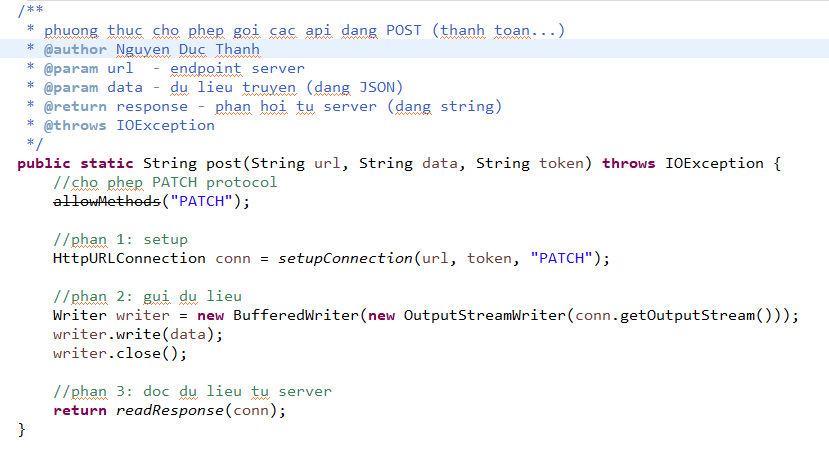 /**
 * phuong thuc cho phep goi cac api dang POST (thanh toan...)
 * @author Nguyen Duc Thanh
 * @param url  - endpoint server
 * @param data - du lieu truyen (dang JSON)
 * @return response - phan hoi tu server (dang string)
 * @throws IOException
 */
public static String post(String url, String data, String token) throws IOException {
    //cho phep PATCH protocol
    allowMethods("PATCH");

    //phan 1: setup
    HttpURLConnection conn = setupConnection(url, token, "PATCH");

    //phan 2: gui du lieu
    Writer writer = new BufferedWriter(new OutputStreamWriter(conn.getOutputStream()));
    writer.write(data);
    writer.close();

    //phan 3: doc du lieu tu server
    return readResponse(conn);
}